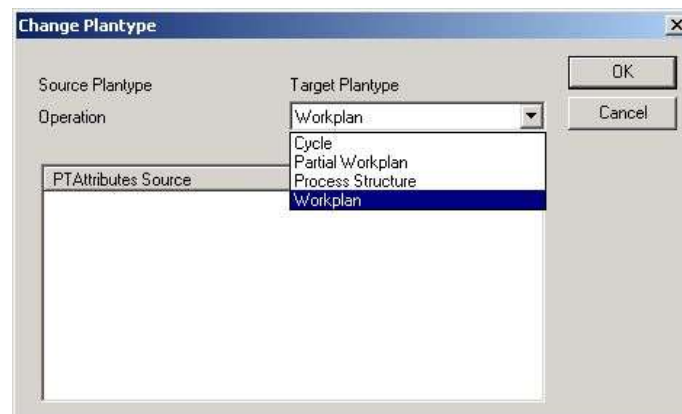 Change Plantype
Source Plantype
Target Plantype
OK
Operation
Workplan
Cancel
Cycle
Partial Workplan
Process Structure
Workplan
PTAttributes Source